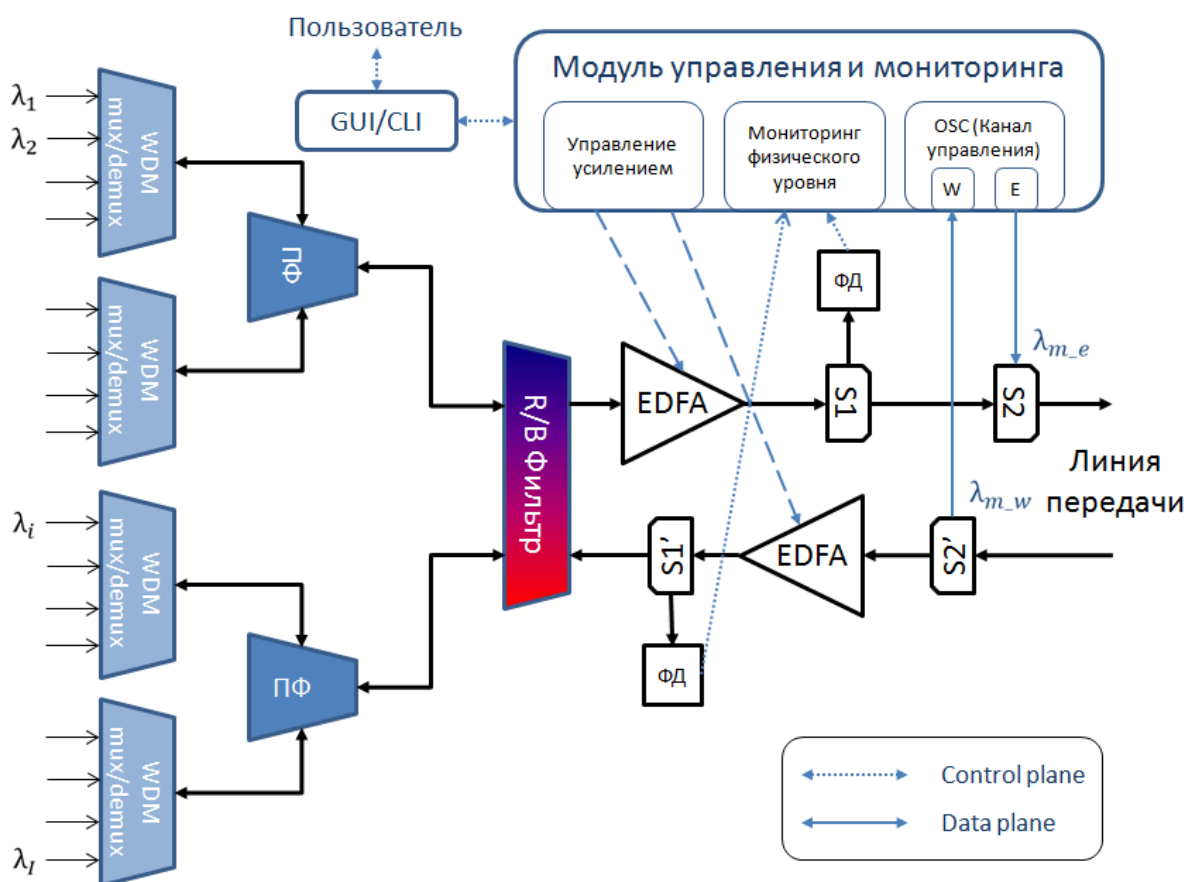 Пользователь
Модуль управления и мониторинга
GUI/CLI
Управление
усилением
Мониторинг
физического
уровня
OSC (Канал
управления)
W
E
λ1
λ2
WDM
mux/demux
ПФ
WDM
mux/demux
ФД
λm_e
R/B Фильтр
EDFA
S1
S2
Линия
передачи
λm_w
λi
WDM
mux/demux
S1’
EDFA
S2’
ПФ
ФД
WDM
mux/demux
λI
Control plane
Data plane